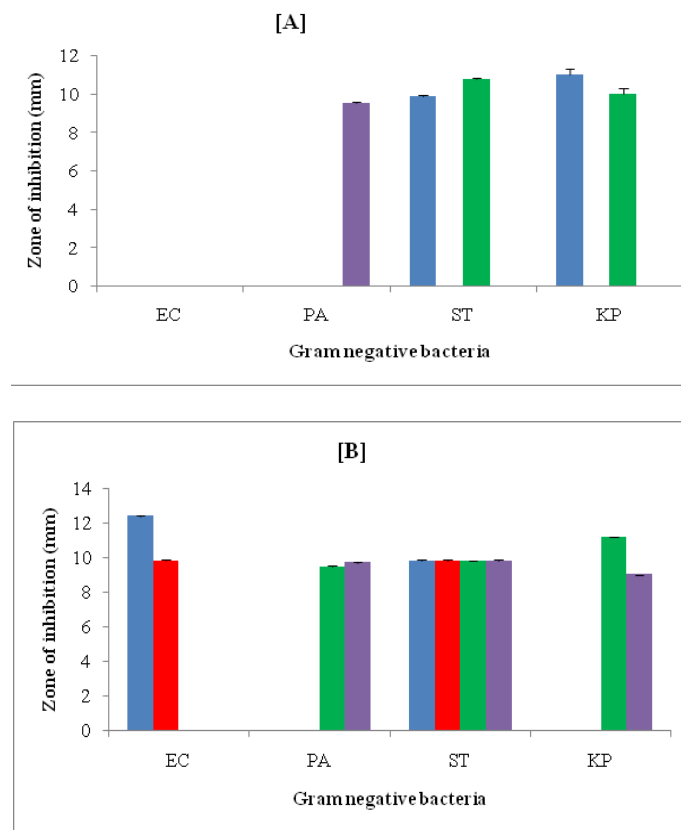 [A]
Zone of inhibition (mm)
12
10
8
6
4
2
0
EC PA ST KP
Gram negative bacteria
[B]
Zone of inhibition (mm)
14
12
10
8
6
4
2
0
EC PA ST KP
Gram negative bacteria